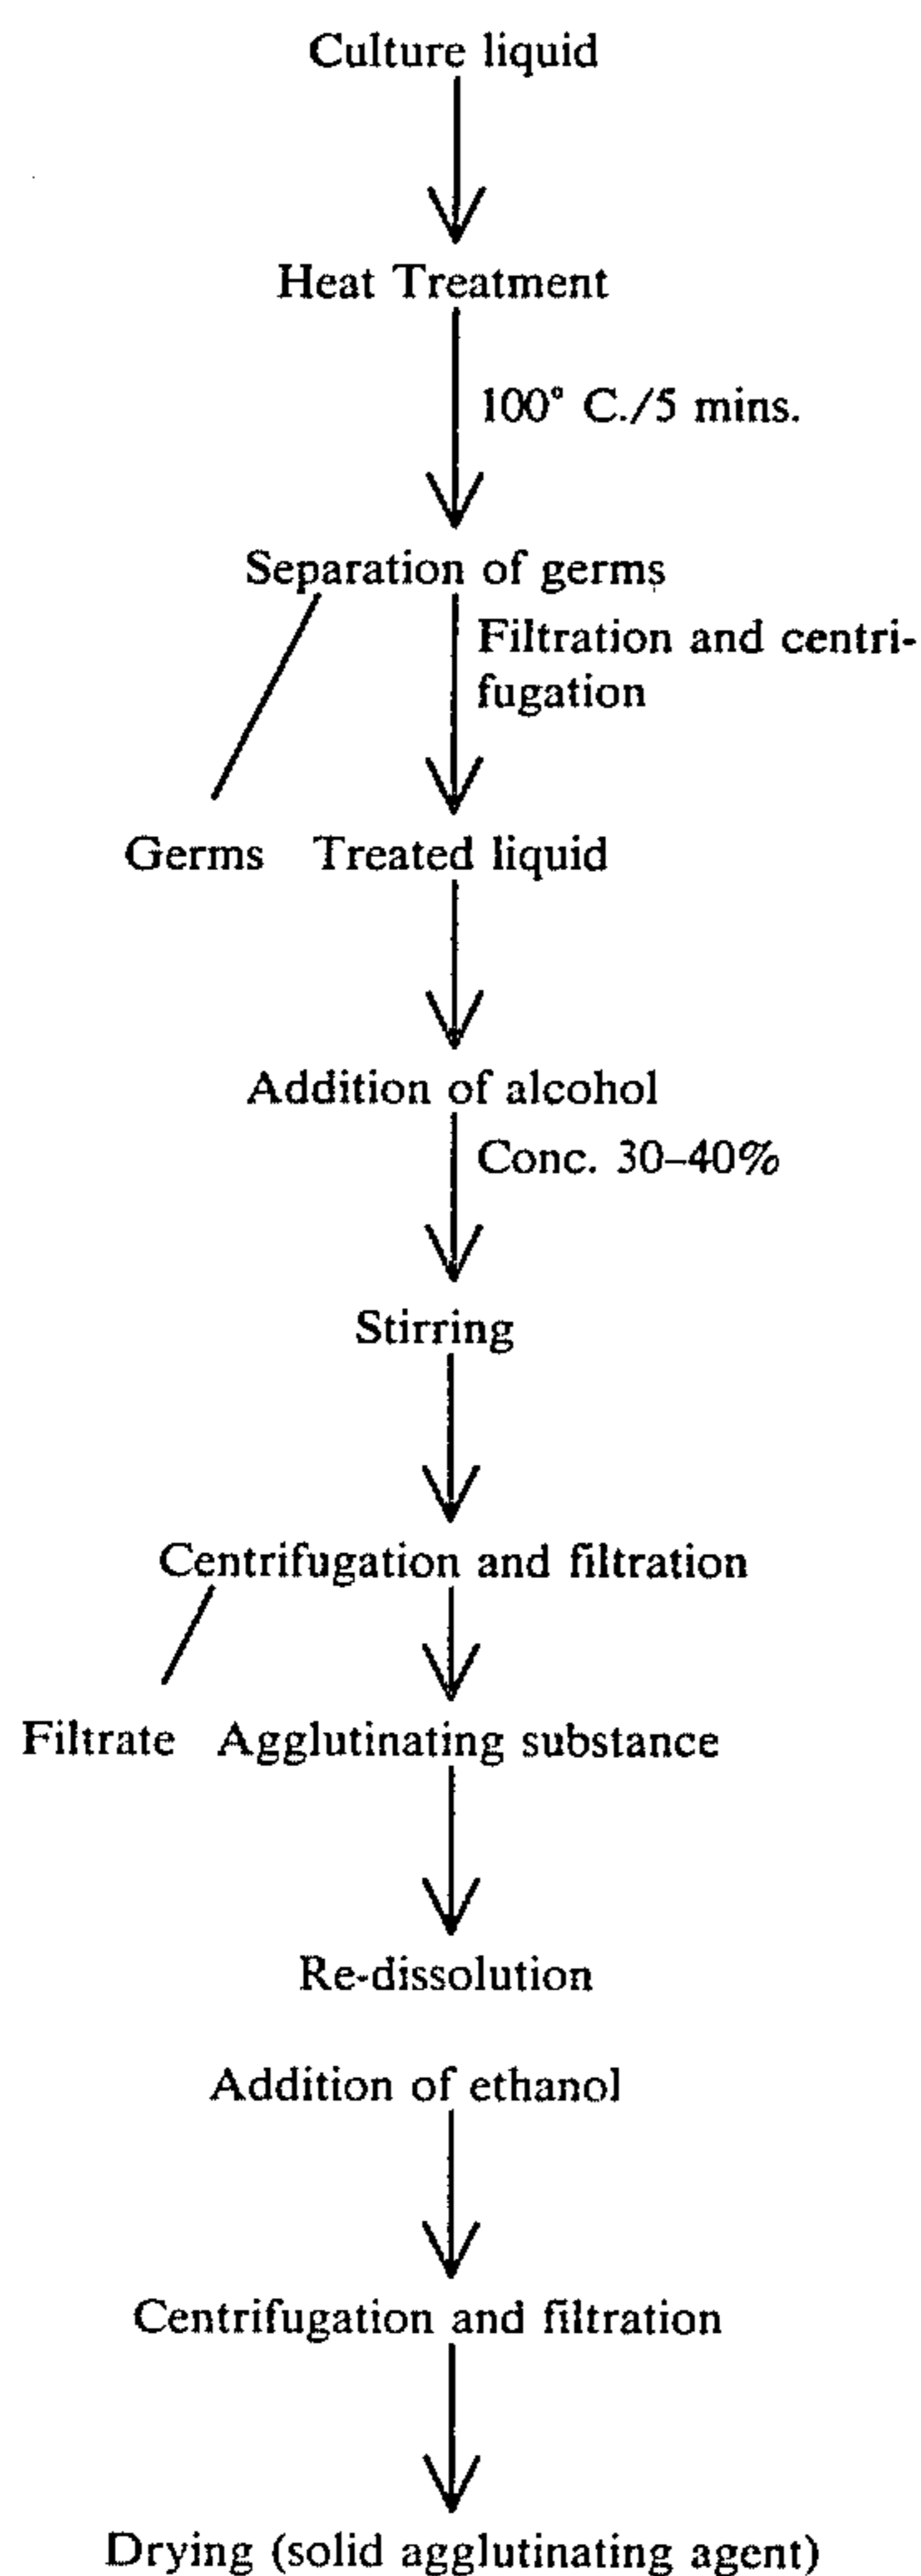 Culture liquid
Heat Treatment
100° C./5 mins.
Separation of germs
Filtration and centri-
fugation
Germs Treated liquid
Addition of alcohol
Conc. 30–40%
Stirring
Centrifugation and filtration
Filtrate Agglutinating substance
Re-dissolution
Addition of ethanol
Centrifugation and filtration
Drying (solid agglutinating agent)